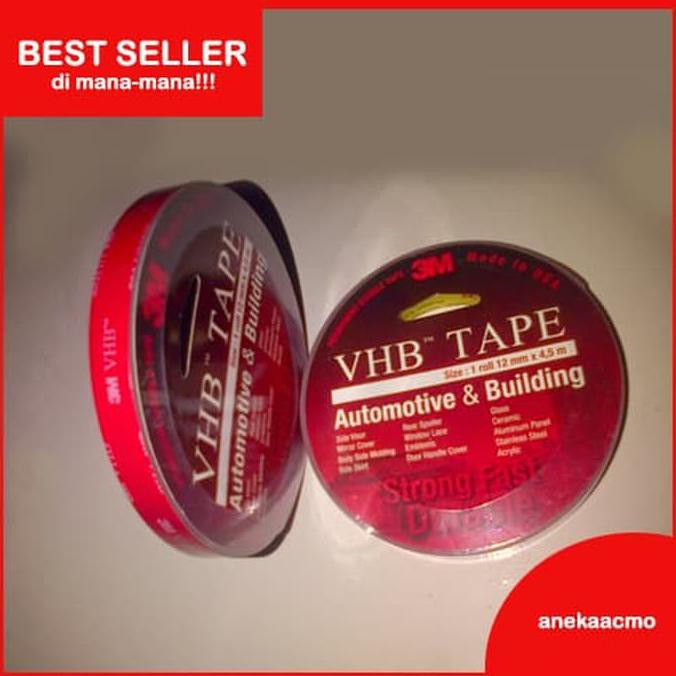 BEST SELLER
di mana-mana!!!
3M Made in USA
VHB™ TAPE
Size : 1 roll 12 mm x 4,5 m
Automotive & Building
Side Visor
Mirror Cover
Body Side Molding
Side Skirt
Rear Spoiler
Window Lace
Emblems
Door Handle Cover
Glass
Ceramic
Aluminum Panel
Stainless Steel
Acrylic
Strong Fast
3M VHB™
3M
VHB™ TAPE
Automotive & Building
anekaacmo